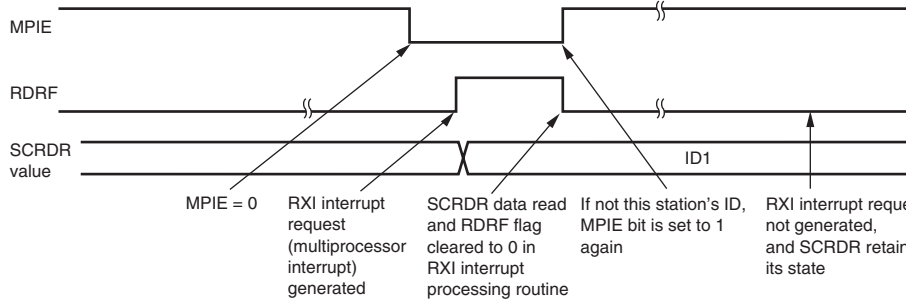 MPIE
RDRF
SCRDR
value
ID1
MPIE = 0
RXI interrupt
request
(multiprocessor
interrupt)
generated
SCRDR data read
and RDRF flag
cleared to 0 in
RXI interrupt
processing routine
If not this station's ID,
MPIE bit is set to 1
again
RXI interrupt reque
not generated,
and SCRDR retain
its state